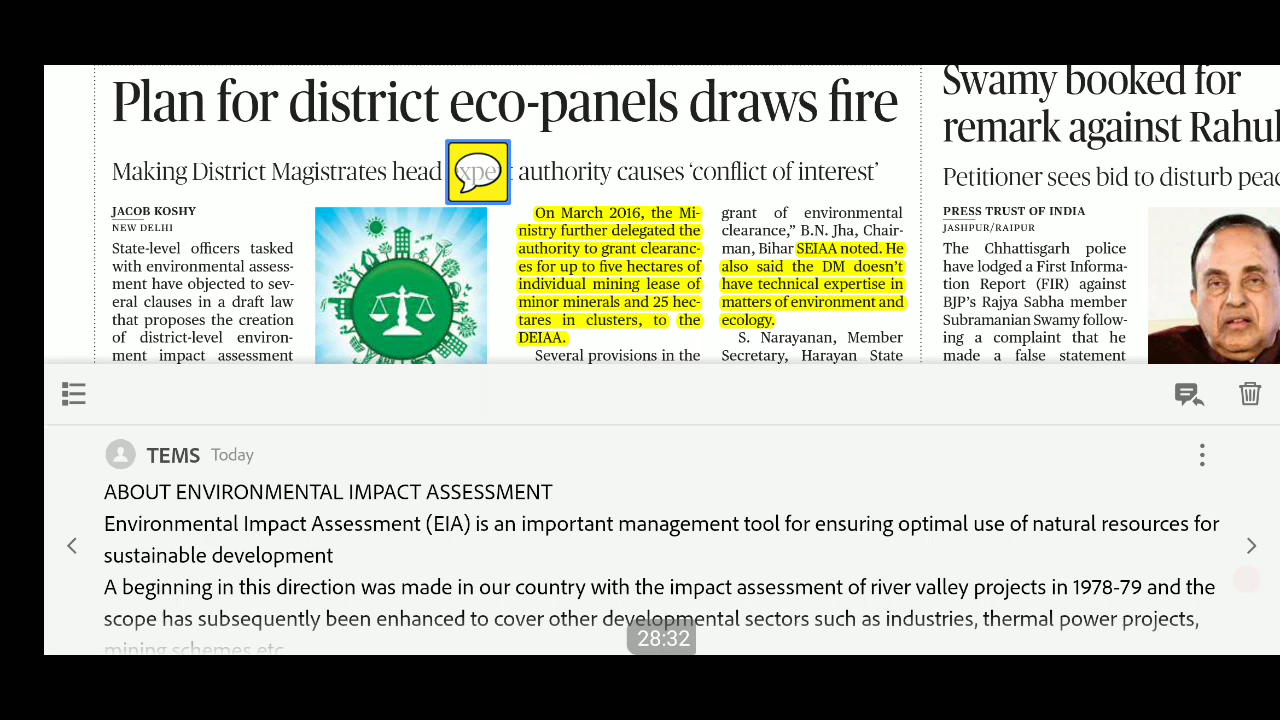 Plan for district eco-panels draws fire
Making District Magistrates head expert authority causes ‘conflict of interest’
JACOB KOSHY
NEW DELHI
State-level officers tasked
with environmental assess-
ment have objected to sev-
eral clauses in a draft law
that proposes the creation
of district-level environ-
ment impact assessment
On March 2016, the Mi-
nistry further delegated the
authority to grant clearanc-
es for up to five hectares of
individual mining lease of
minor minerals and 25 hec-
tares in clusters, to the
DEIAA.
Several provisions in the
grant of environmental
clearance,” B.N. Jha, Chair-
man, Bihar SEIAA noted. He
also said the DM doesn’t
have technical expertise in
matters of environment and
ecology.
S. Narayanan, Member
Secretary, Harayan State
Swamy booked for
remark against Rahul
Petitioner sees bid to disturb peac
PRESS TRUST OF INDIA
JASHPUR/RAIPUR
The Chhattisgarh police
have lodged a First Informa-
tion Report (FIR) against
BJP’s Rajya Sabha member
Subramanian Swamy follow-
ing a complaint that he
made a false statement
TEMS Today
ABOUT ENVIRONMENTAL IMPACT ASSESSMENT
Environmental Impact Assessment (EIA) is an important management tool for ensuring optimal use of natural resources for
sustainable development
A beginning in this direction was made in our country with the impact assessment of river valley projects in 1978-79 and the
scope has subsequently been enhanced to cover other developmental sectors such as industries, thermal power projects,
mining schemes etc
28:32